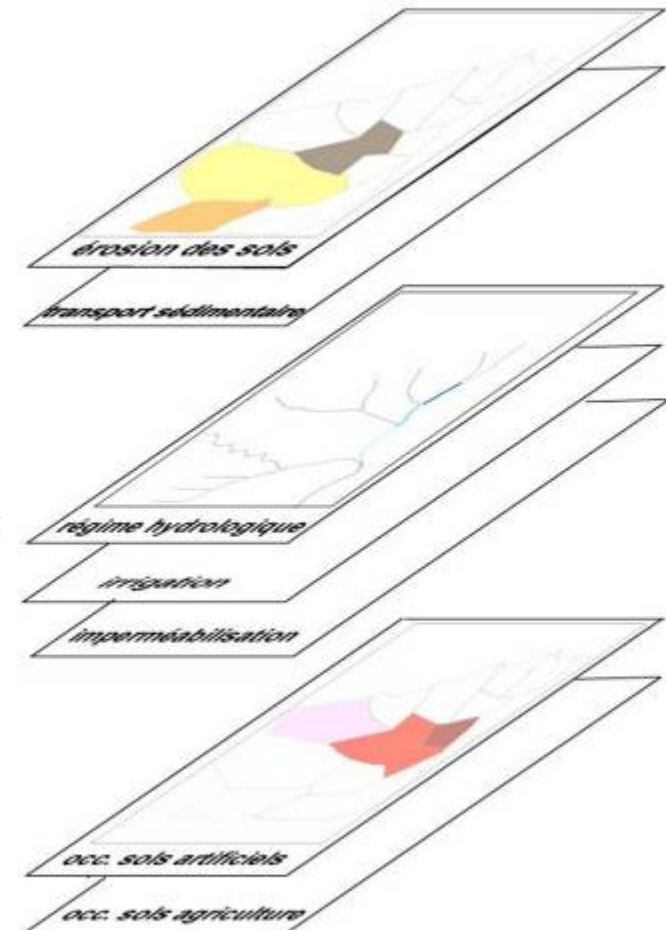 érosion des sols
transport sédimentaire
régime hydrologique
irrigation
imperméabilisation
occ. sols artificiels
occ. sols agriculture